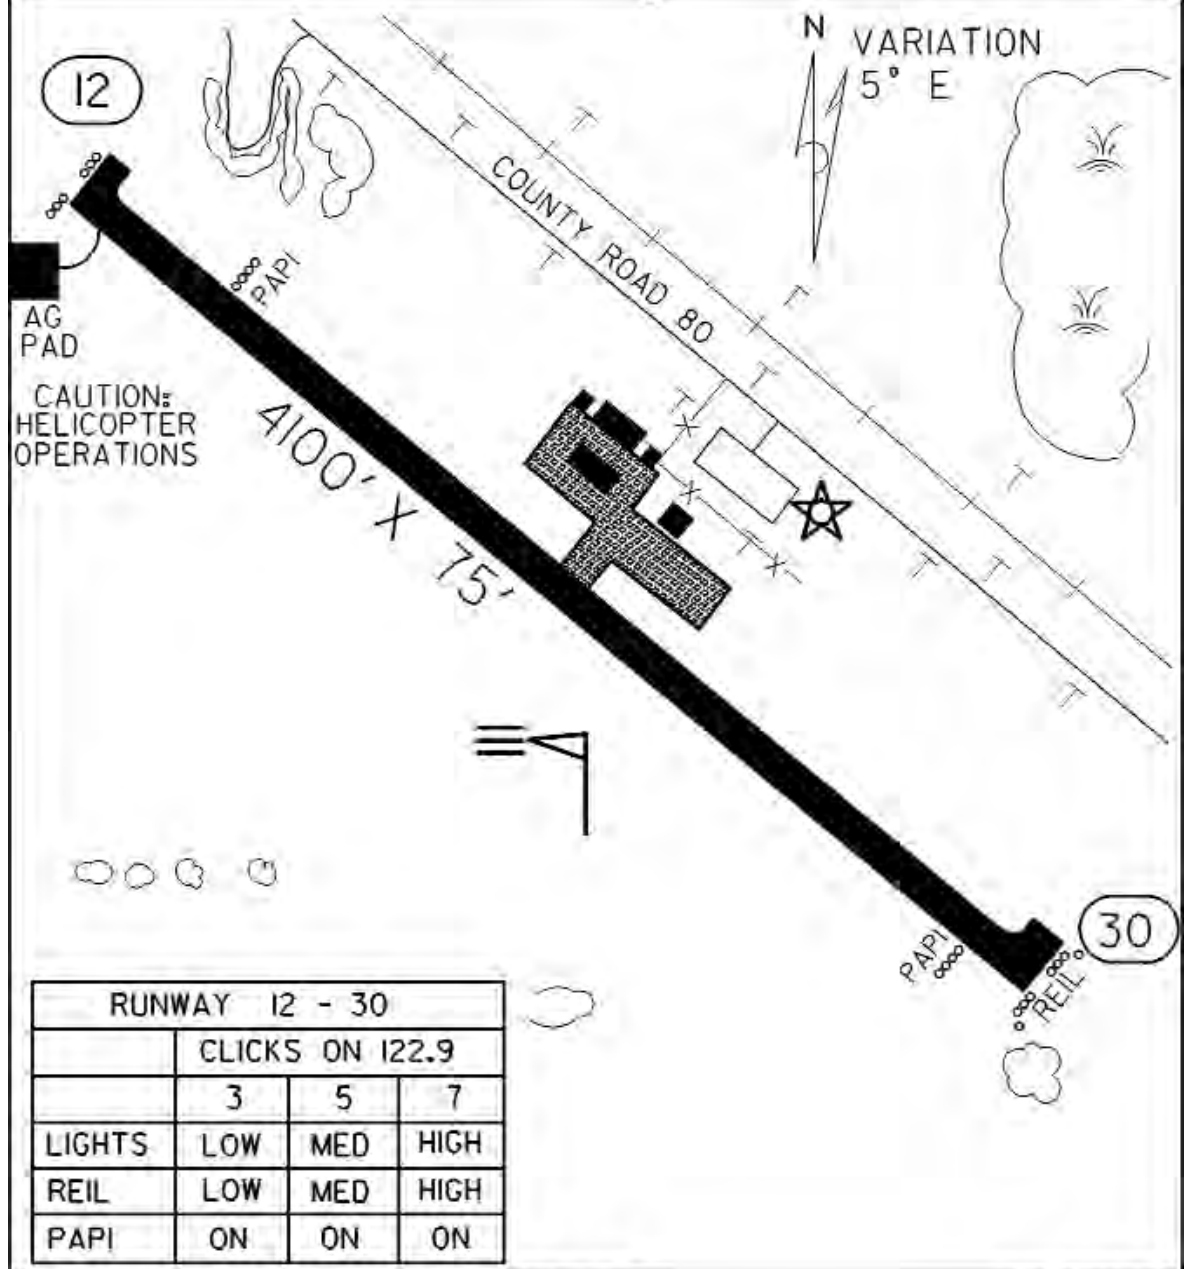 N
VARIATION
5° E
12
COUNTY ROAD 80
PAPI
AG
PAD
CAUTION:
HELICOPTER
OPERATIONS
4100' X 75'
PAPI
REIL
30
RUNWAY 12 - 30
CLICKS ON 122.9
3 5 7
LIGHTS LOW MED HIGH
REIL LOW MED HIGH
PAPI ON ON ON